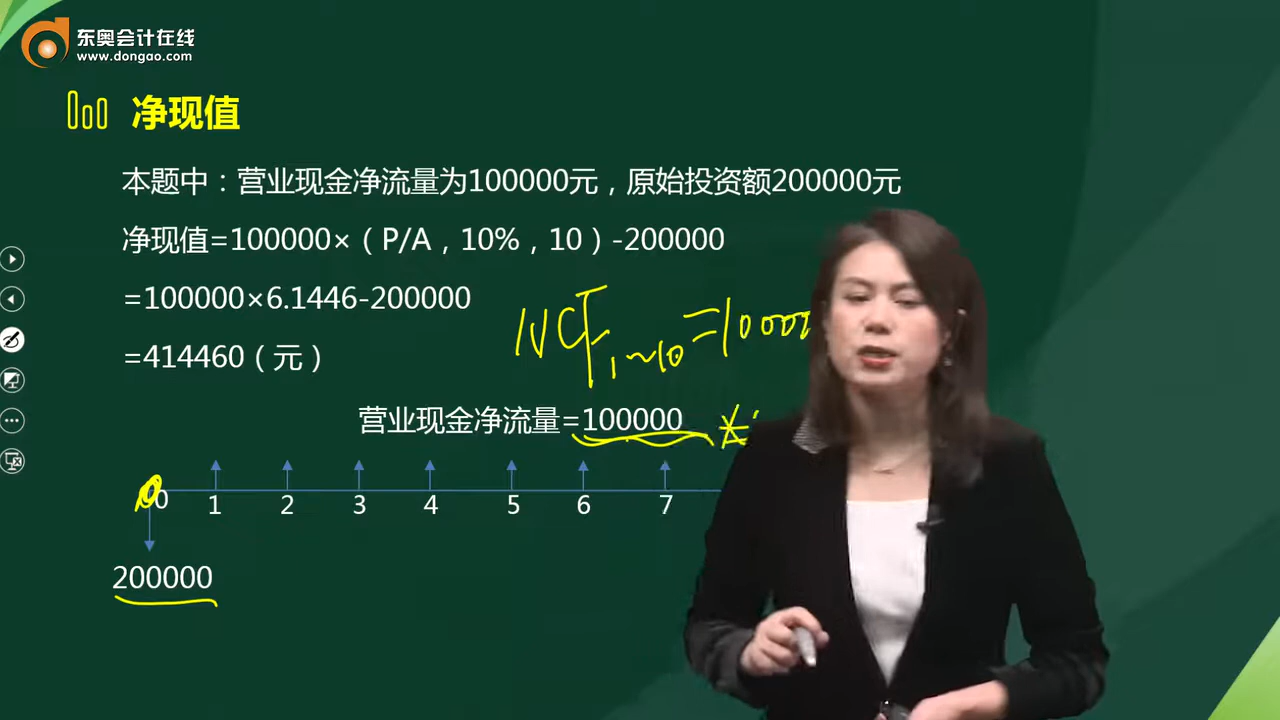 东奥会计在线
www.dongao.com
净现值
本题中：营业现金净流量为100000元，原始投资额200000元
净现值=100000×（P/A，10%，10）-200000
=100000×6.1446-200000
=414460（元）
NCF1~10=10000
营业现金净流量=100000
0 1 2 3 4 5 6 7
200000